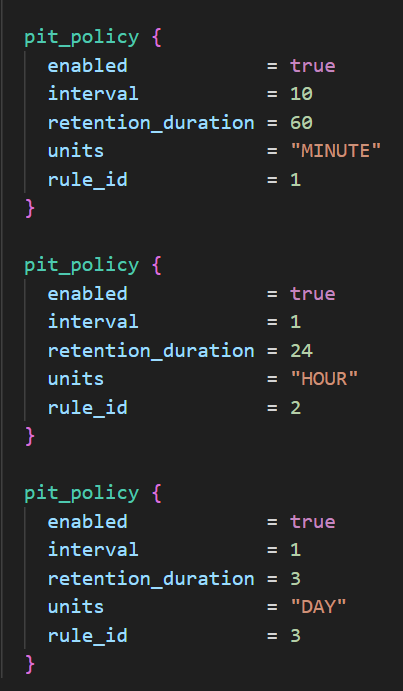 pit_policy {
  enabled            = true
  interval           = 10
  retention_duration = 60
  units              = "MINUTE"
  rule_id            = 1
}

pit_policy {
  enabled            = true
  interval           = 1
  retention_duration = 24
  units              = "HOUR"
  rule_id            = 2
}

pit_policy {
  enabled            = true
  interval           = 1
  retention_duration = 3
  units              = "DAY"
  rule_id            = 3
}